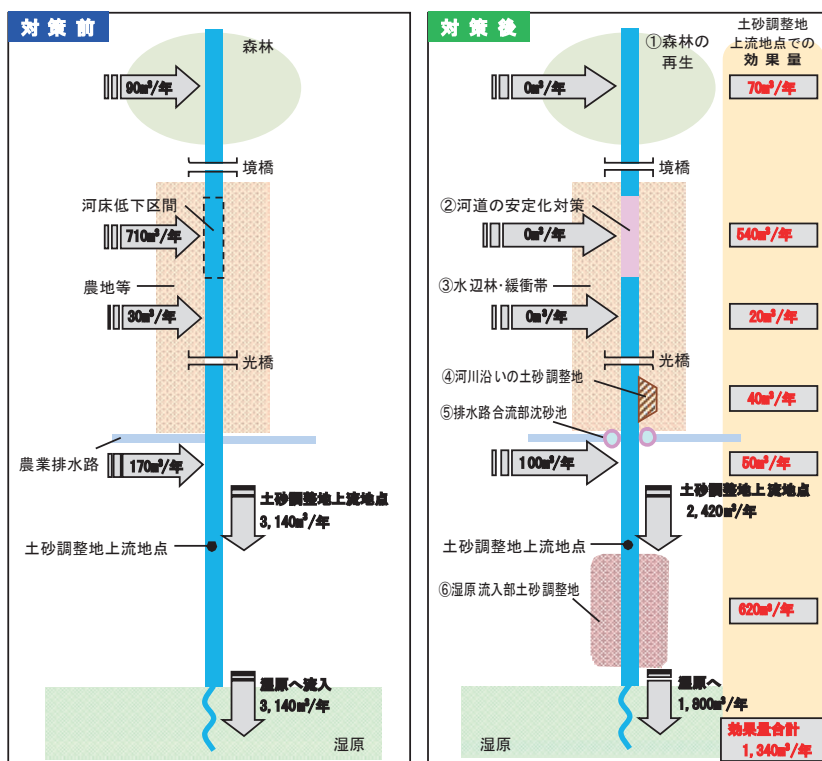 対策前
森林
90m³/年
境橋
河床低下区間
710m³/年
農地等
30m³/年
光橋
農業排水路
170m³/年
土砂調整地上流地点
3,140m³/年
土砂調整地上流地点
湿原へ流入
3,140m³/年
湿原
対策後
①森林の
再生
0m³/年
境橋
②河道の安定化対策
0m³/年
③水辺林・緩衝帯
0m³/年
光橋
④河川沿いの土砂調整地
⑤排水路合流部沈砂池
100m³/年
土砂調整地上流地点
2,420m³/年
土砂調整地上流地点
⑥湿原流入部土砂調整地
湿原へ
1,800m³/年
湿原
土砂調整地
上流地点での
効果量
70m³/年
540m³/年
20m³/年
40m³/年
50m³/年
620m³/年
効果量合計
1,340m³/年